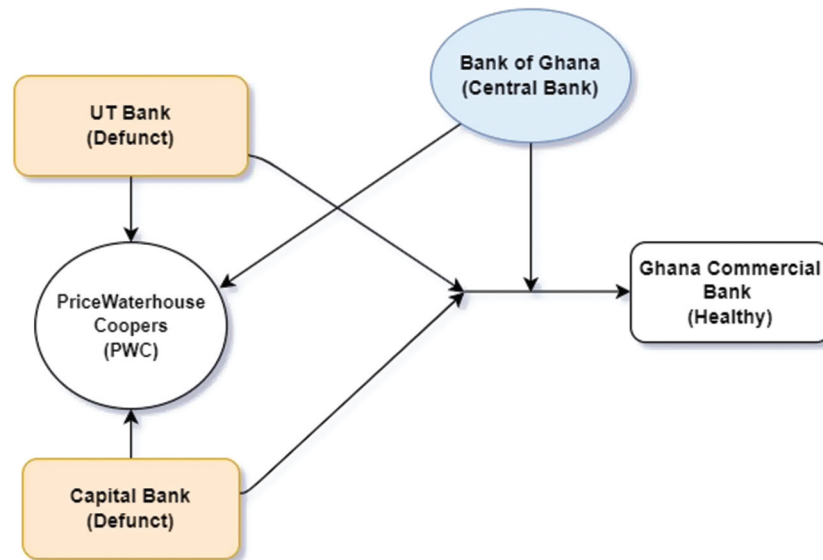 Bank of Ghana
(Central Bank)
UT Bank
(Defunct)
PriceWaterhouse
Coopers
(PWC)
Ghana Commercial
Bank
(Healthy)
Capital Bank
(Defunct)